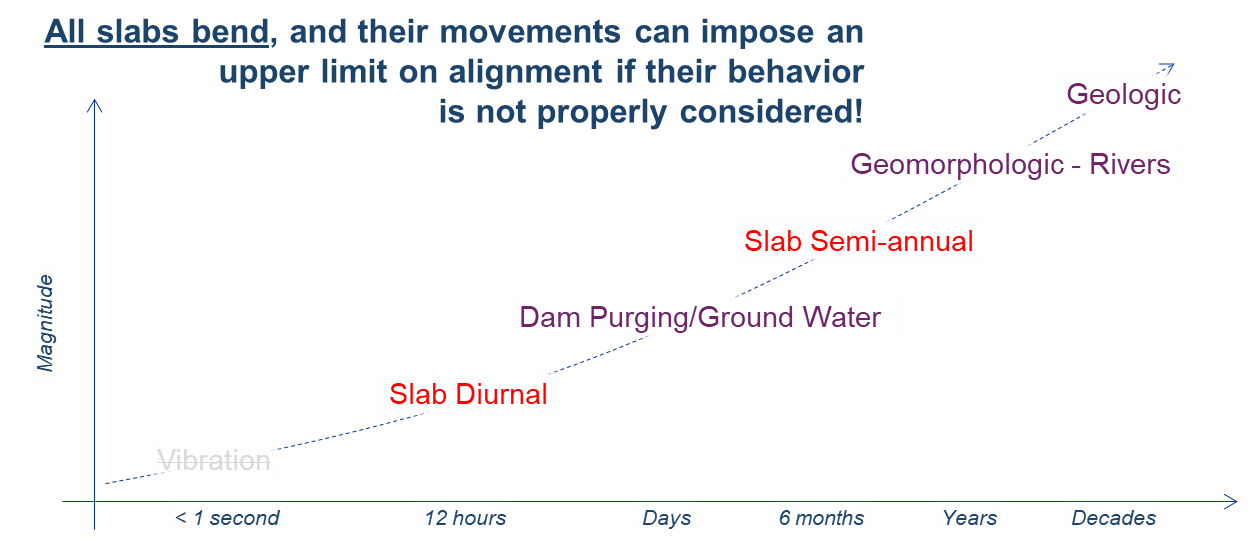 All slabs bend, and their movements can impose an
upper limit on alignment if their behavior
is not properly considered!
Geologic
Geomorphologic - Rivers
Slab Semi-annual
Dam Purging/Ground Water
Slab Diurnal
Vibration
Magnitude
< 1 second
12 hours
Days
6 months
Years
Decades